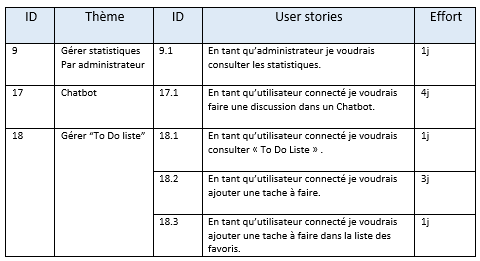 ID Thème ID User stories Effort
9 Gérer statistiques 9.1 En tant qu'administrateur je voudrais 1j
Par administrateur consulter les statistiques.
17 Chatbot 17.1 En tant qu'utilisateur connecté je voudrais 4j
faire une discussion dans un Chatbot.
18 Gérer "To Do liste" 18.1 En tant qu'utilisateur connecté je voudrais 1j
consulter « To Do Liste » .
18.2 En tant qu'utilisateur connecté je voudrais 3j
ajouter une tache à faire.
18.3 En tant qu'utilisateur connecté je voudrais 1j
ajouter une tache à faire dans la liste des
favoris.